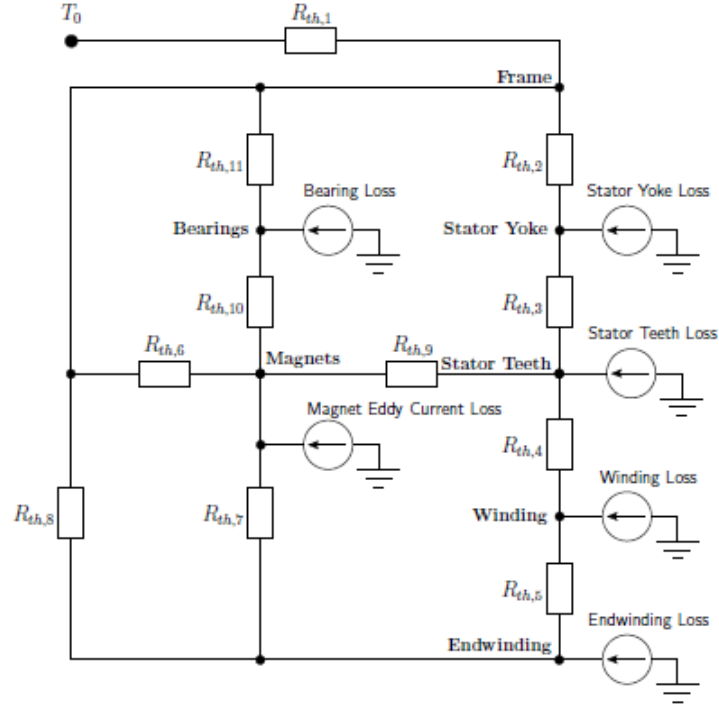 T₀
Rₜₕ,₁
Frame
Rₜₕ,₁₁
Rₜₕ,₂
Bearing Loss
Stator Yoke Loss
Bearings
Stator Yoke
Rₜₕ,₁₀
Rₜₕ,₃
Stator Teeth Loss
Rₜₕ,₆
Magnets
Rₜₕ,₉
Stator Teeth
Magnet Eddy Current Loss
Rₜₕ,₄
Winding Loss
Rₜₕ,₈
Rₜₕ,₇
Winding
Rₜₕ,₅
Endwinding Loss
Endwinding